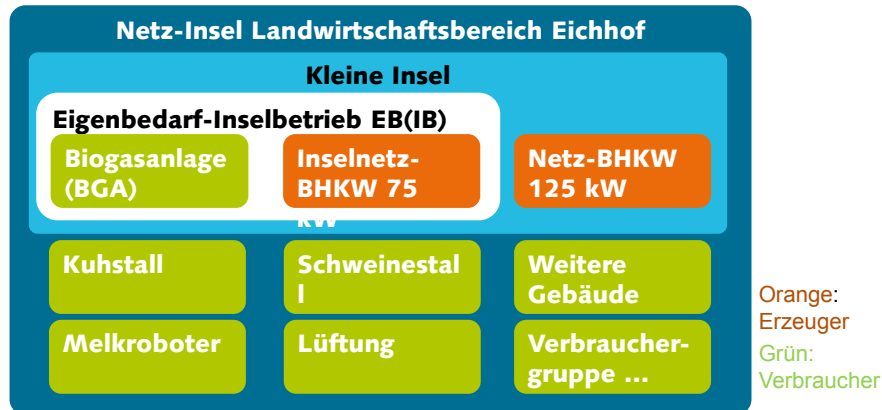 Netz-Insel Landwirtschaftsbereich Eichhof
Kleine Insel
Eigenbedarf-Inselbetrieb EB(IB)
Biogasanlage
(BGA)
Inselnetz-
BHKW 75
kW
Netz-BHKW
125 kW
Kuhstall
Schweinestal
l
Weitere
Gebäude
Melkroboter
Lüftung
Verbraucher-
gruppe ...
Orange:
Erzeuger
Grün:
Verbraucher